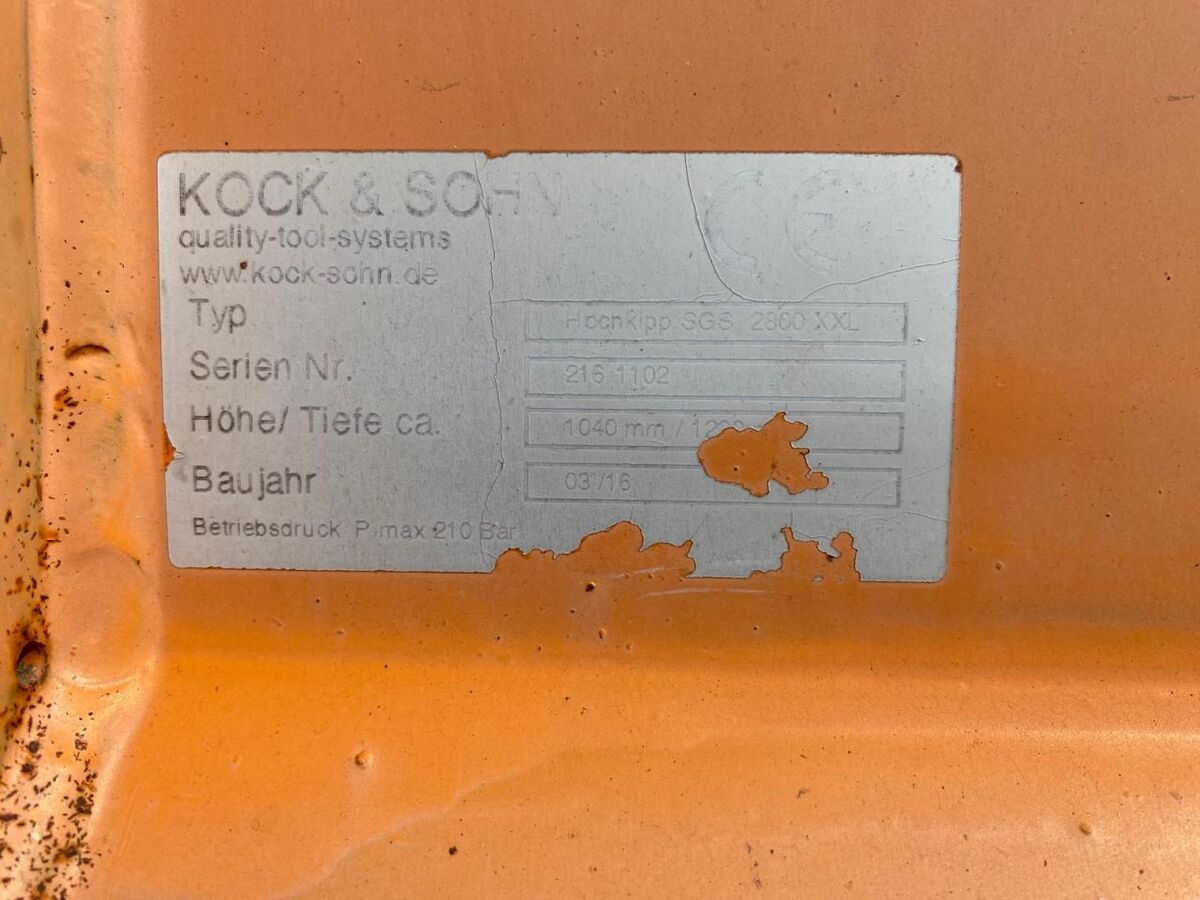 KOCK & SOHN CE
quality-tool-systems
www.kock-sohn.de
Typ Hochkipp.SGS 2800 XXL
Serien Nr. 216 1102
Höhe/ Tiefe ca. 1040 mm /
Baujahr 03/16
Betriebsdruck P-max 210 Bar